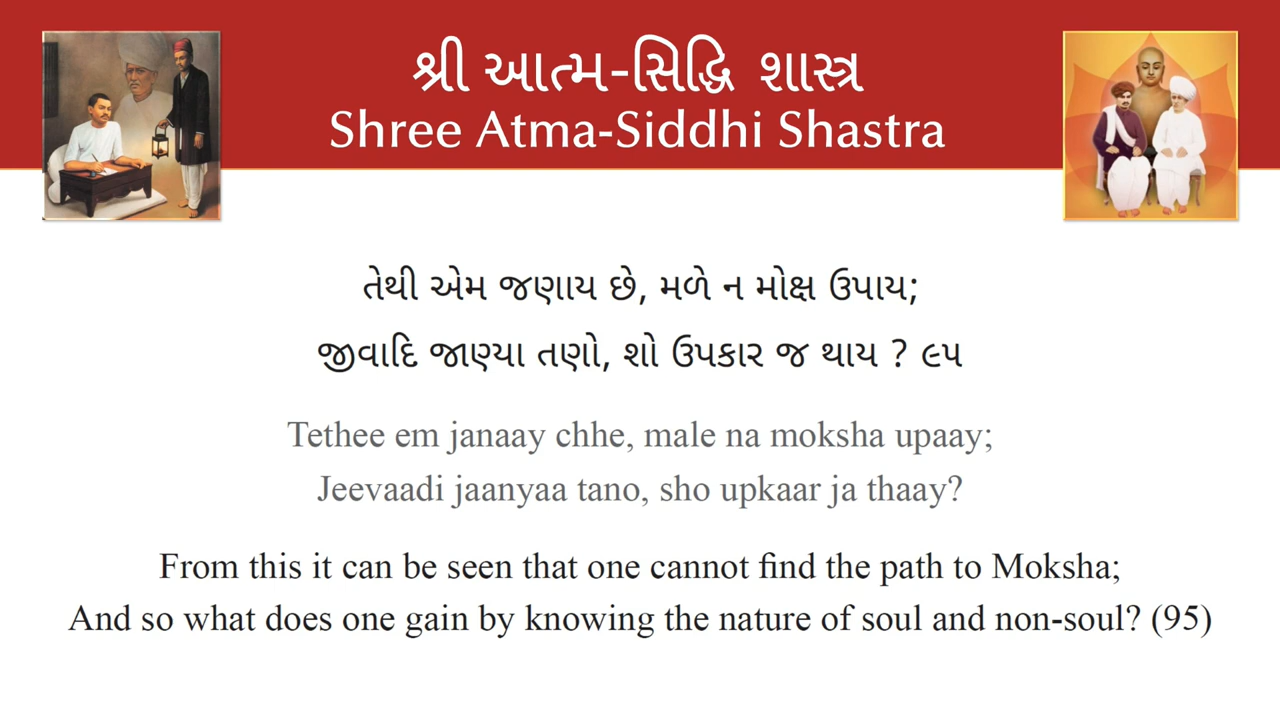 શ્રી આત્મ-સિદ્ધિ શાસ્ત્ર
Shree Atma-Siddhi Shastra
તેથી એમ જણાય છે, મળે ન મોક્ષ ઉપાય;
જીવાદિ જાણ્યા તણો, શો ઉપકાર જ થાય ? ૯૫
Tethee em janaay chhe, male na moksha upaay;
Jeevaadi jaanyaa tano, sho upkaar ja thaay?
From this it can be seen that one cannot find the path to Moksha;
And so what does one gain by knowing the nature of soul and non-soul? (95)